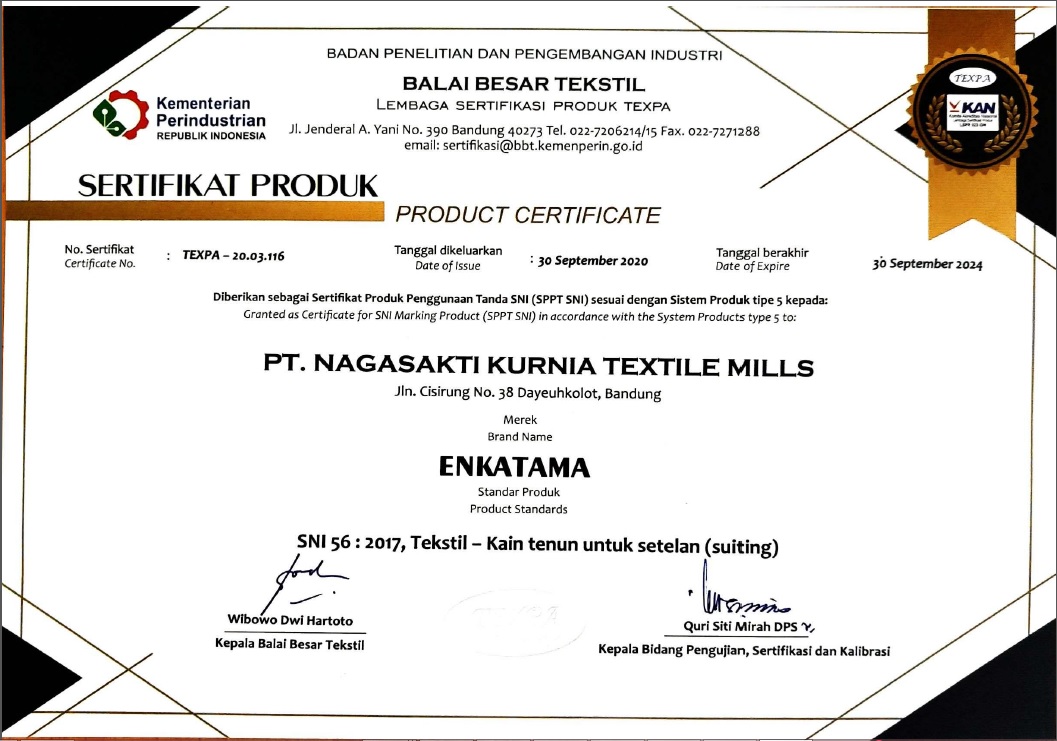 BADAN PENELITIAN DAN PENGEMBANGAN INDUSTRI
BALAI BESAR TEKSTIL
LEMBAGA SERTIFIKASI PRODUK TEXPA
Jl. Jenderal A. Yani No. 390 Bandung 40273 Tel. 022-7206214/15 Fax. 022-7271288
email: sertifikasi@bbt.kemenperin.go.id
Kementerian
Perindustrian
REPUBLIK INDONESIA
TEXPA
KAN
SERTIFIKAT PRODUK
PRODUCT CERTIFICATE
No. Sertifikat
Certificate No.
: TEXPA – 20.03.116
Tanggal dikeluarkan
Date of Issue
: 30 September 2020
Tanggal berakhir
Date of Expire
: 30 September 2024
Diberikan sebagai Sertifikat Produk Penggunaan Tanda SNI (SPPT SNI) sesuai dengan Sistem Produk tipe 5 kepada:
Granted as Certificate for SNI Marking Product (SPPT SNI) in accordance with the System Products type 5 to:
PT. NAGASAKTI KURNIA TEXTILE MILLS
Jln. Cisirung No. 38 Dayeuhkolot, Bandung
Merek
Brand Name
ENKATAMA
Standar Produk
Product Standards
SNI 56 : 2017, Tekstil – Kain tenun untuk setelan (suiting)
Wibowo Dwi Hartoto
Kepala Balai Besar Tekstil
Quri Siti Mirah DPS
Kepala Bidang Pengujian, Sertifikasi dan Kalibrasi